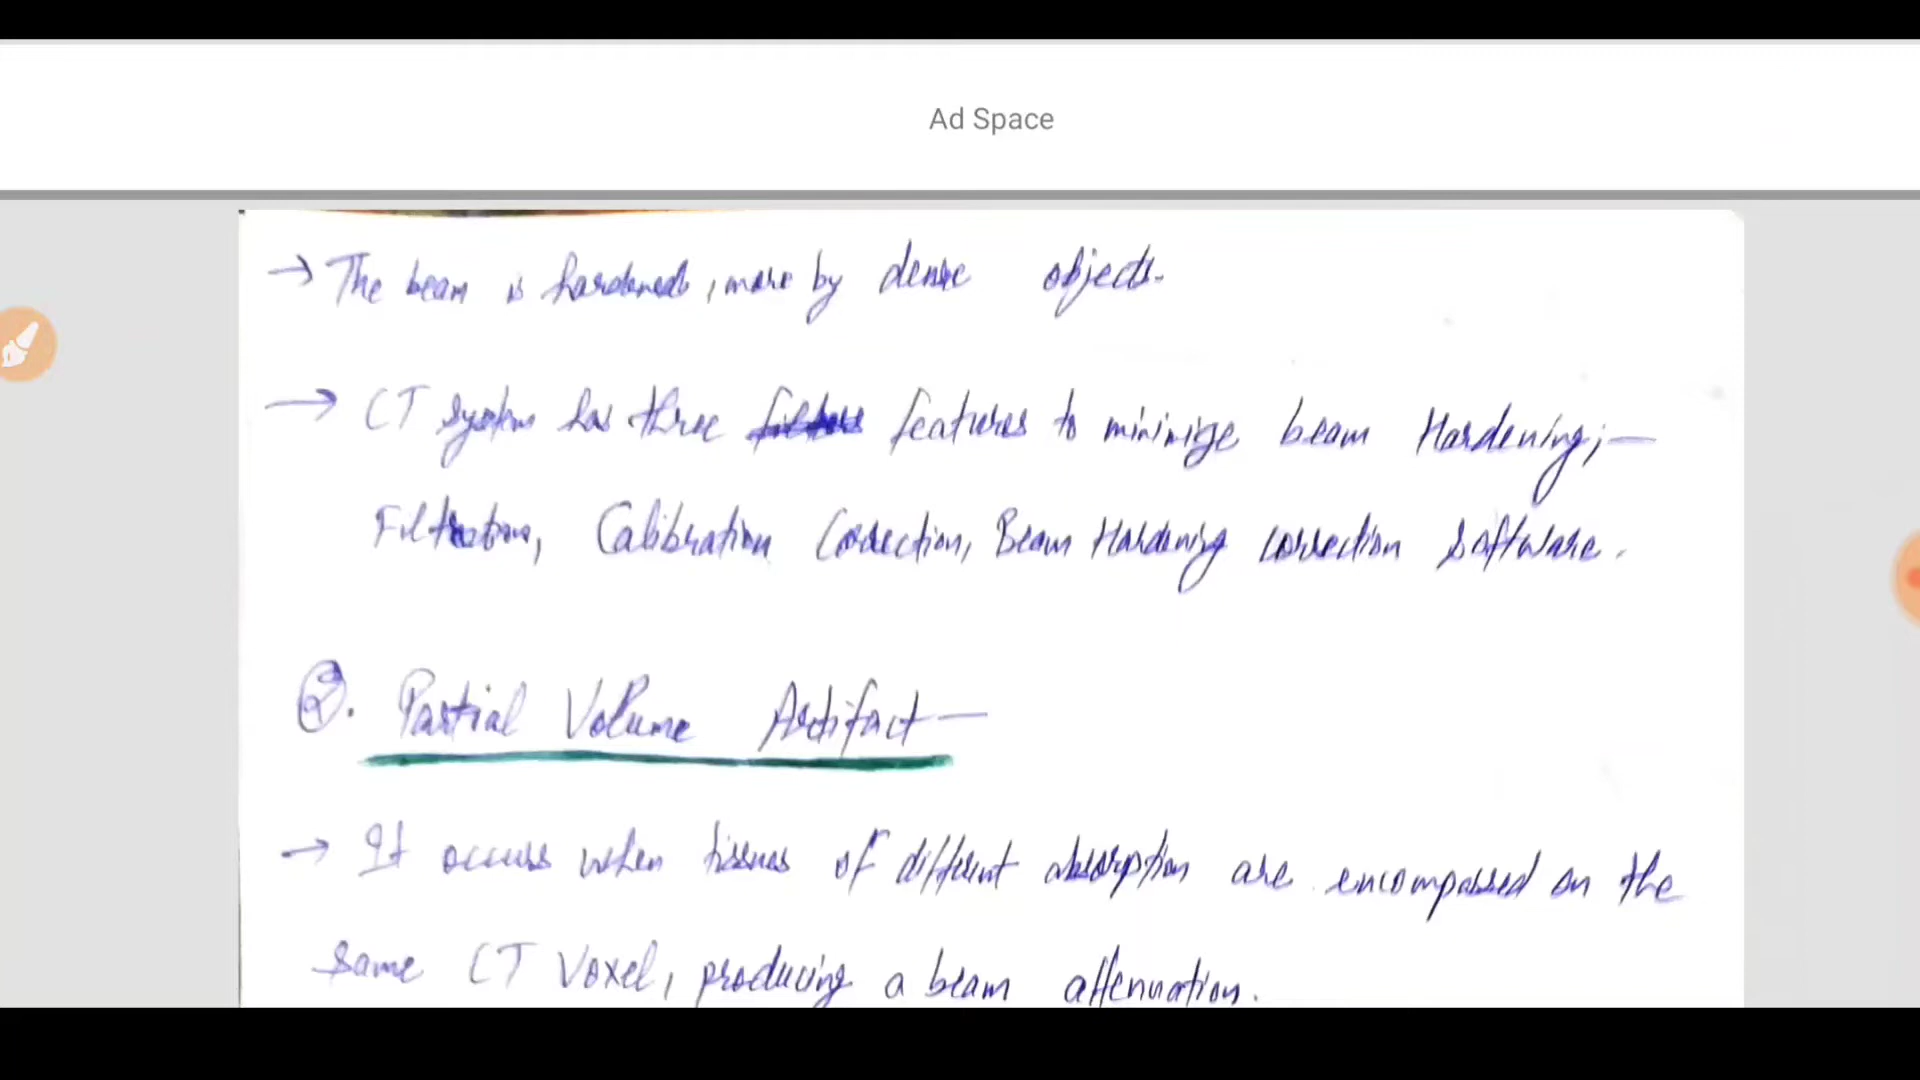 Ad Space
→ The beam is hardened, more by dense objects.
→ CT system has three features to minimize beam Hardening;—
Filtration, Calibration Correction, Beam Hardening correction software.
2. Partial Volume Artifact —
→ It occurs when tissues of different absorption are encompassed on the
same CT Voxel, producing a beam attenuation.